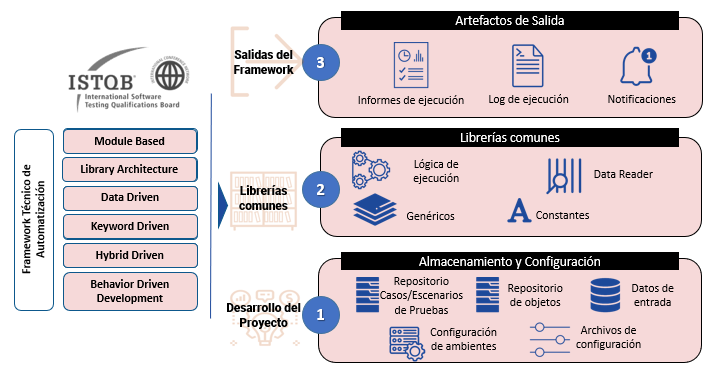 ISTQB
International Software
Testing Qualifications Board
Framework Técnico de
Automatización
Module Based
Library Architecture
Data Driven
Keyword Driven
Hybrid Driven
Behavior Driven
Development
Salidas del
Framework
3
Artefactos de Salida
Informes de ejecución
Log de ejecución
1
Notificaciones
Librerías
comunes
2
Librerías comunes
Lógica de
ejecución
Data Reader
Genéricos
A
Constantes
Desarrollo del
Proyecto
1
Almacenamiento y Configuración
Repositorio
Casos/Escenarios
de Pruebas
Repositorio
de objetos
Datos de
entrada
Configuración
de ambientes
Archivos de
configuración